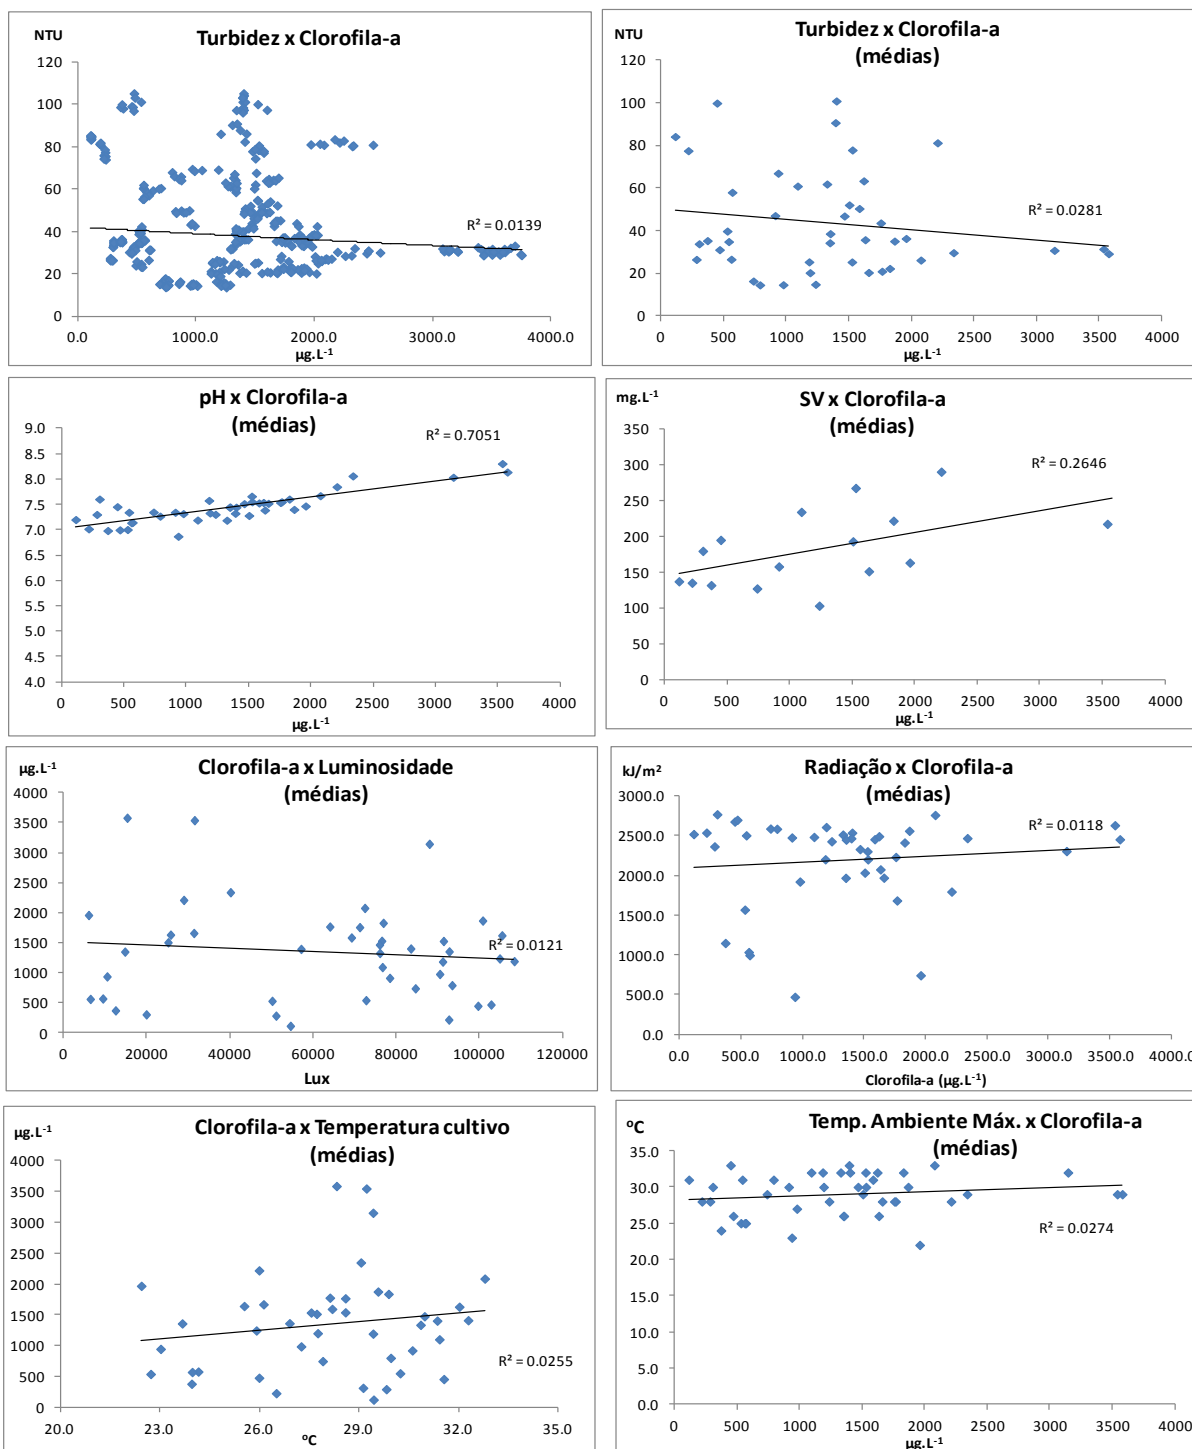 Turbidez x Clorofila-a
NTU
120
100
80
60
40
20
0
R² = 0.0139
0.0 1000.0 2000.0 3000.0 4000.0
µg.L⁻¹
Turbidez x Clorofila-a
(médias)
NTU
120
100
80
60
40
20
0
R² = 0.0281
0 500 1000 1500 2000 2500 3000 3500 4000
µg.L⁻¹
pH x Clorofila-a
(médias)
9.0
8.0
7.5
7.0
6.5
6.0
5.5
5.0
4.5
4.0
R² = 0.7051
0 500 1000 1500 2000 2500 3000 3500 4000
µg.L⁻¹
SV x Clorofila-a
(médias)
mg.L⁻¹
350
300
250
200
150
100
50
0
R² = 0.2646
0 500 1000 1500 2000 2500 3000 3500 4000
µg.L⁻¹
Clorofila-a x Luminosidade
(médias)
µg.L⁻¹
4000
3500
3000
2500
2000
1500
1000
500
0
R² = 0.0121
0 20000 40000 60000 80000 100000 120000
Lux
Radiação x Clorofila-a
(médias)
kJ/m²
3000.0
2500.0
2000.0
1500.0
1000.0
500.0
0.0
R² = 0.0118
0.0 500.0 1000.0 1500.0 2000.0 2500.0 3000.0 3500.0 4000.0
Clorofila-a (µg.L⁻¹)
Clorofila-a x Temperatura cultivo
(médias)
µg.L⁻¹
4000
3500
3000
2500
2000
1500
1000
500
0
R² = 0.0255
20.0 23.0 26.0 29.0 32.0 35.0
ºC
Temp. Ambiente Máx. x Clorofila-a
(médias)
ºC
35.0
30.0
25.0
20.0
15.0
10.0
5.0
0.0
R² = 0.0274
0 500 1000 1500 2000 2500 3000 3500 4000
µg.L⁻¹